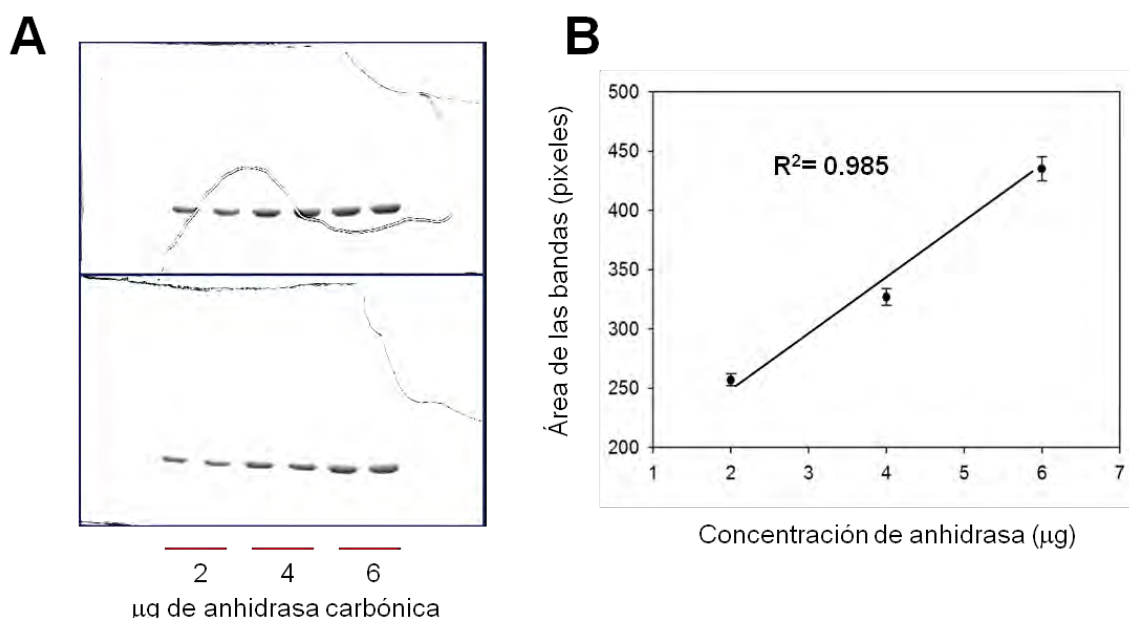 A
2 4 6
μg de anhidrasa carbónica
B
Área de las bandas (pixeles)
500
450
400
350
300
250
200
R²= 0.985
1 2 3 4 5 6 7
Concentración de anhidrasa (μg)